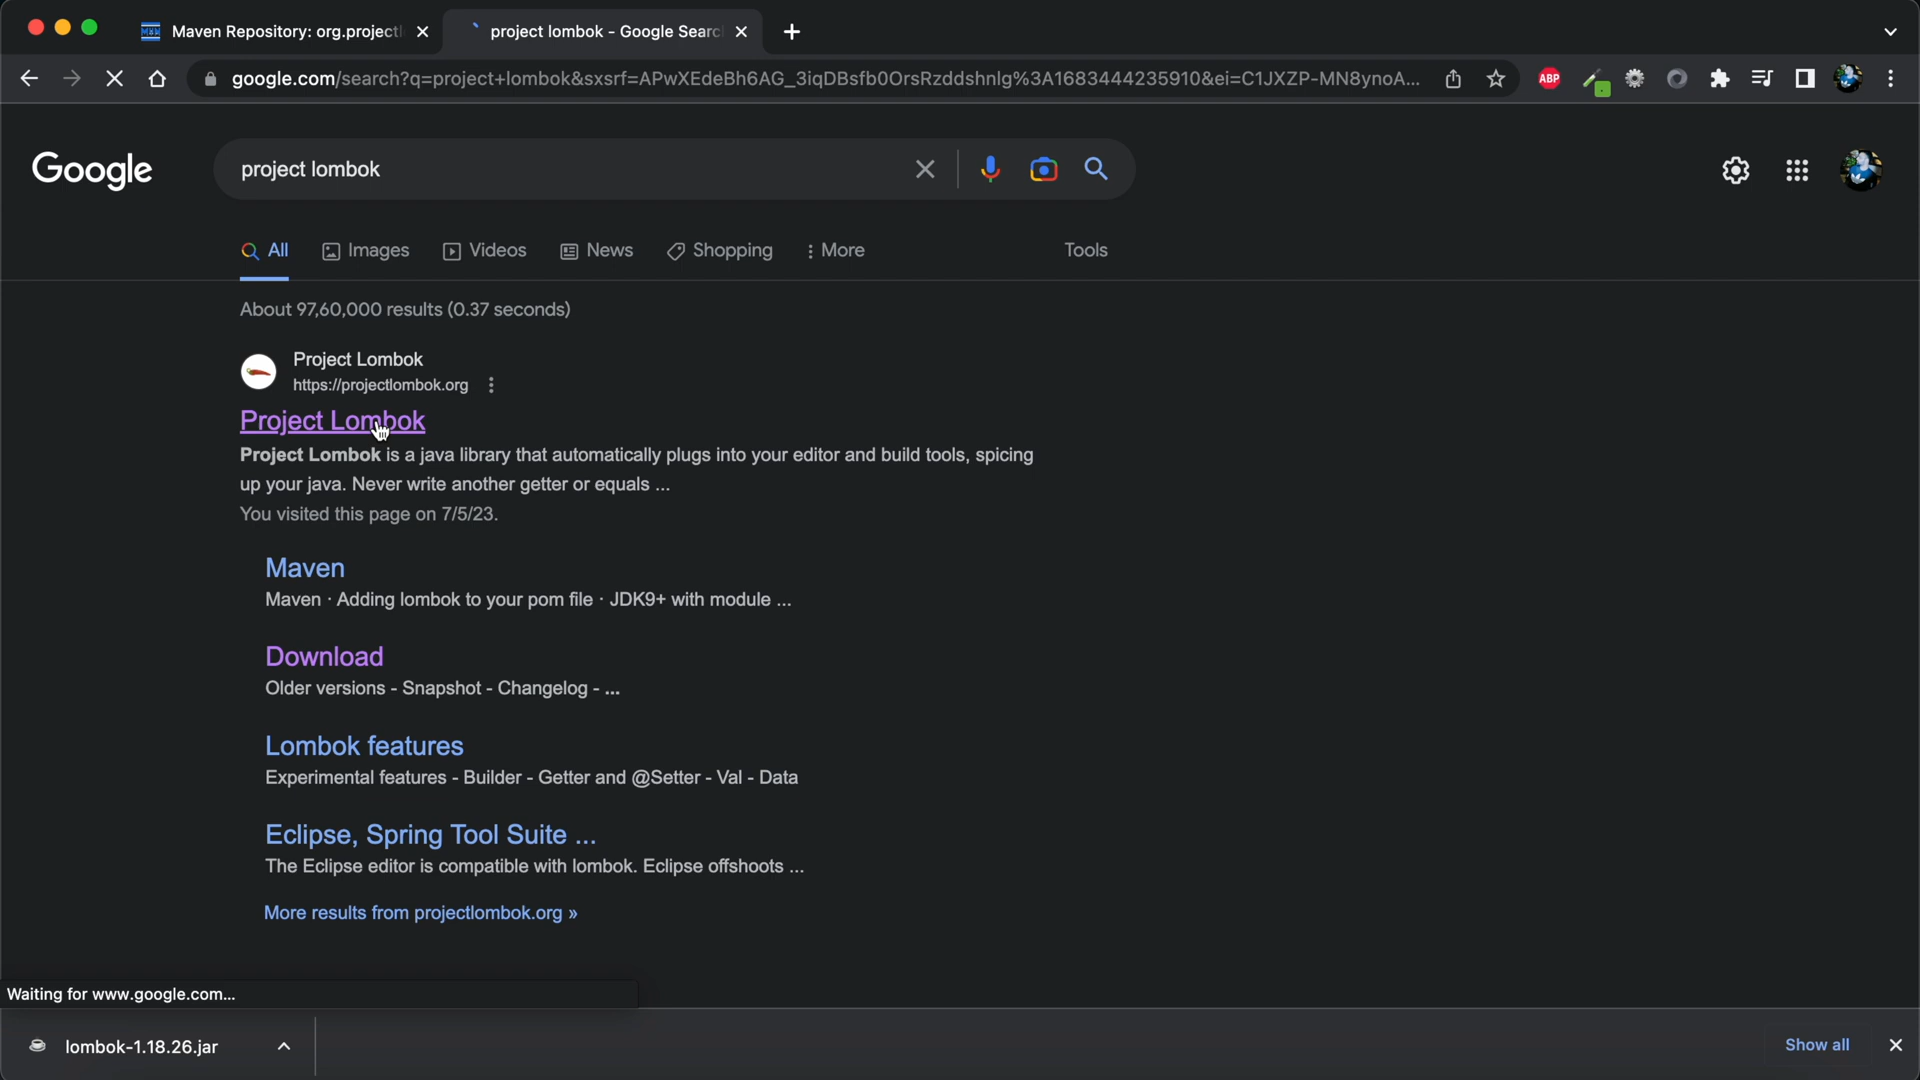 Maven Repository: org.projectl
project lombok - Google Searc
google.com/search?q=project+lombok&sxsrf=APwXEdeBh6AG_3iqDBsfb0OrsRzddshnlg%3A1683444235910&ei=C1JXZP-MN8ynoA...
ABP
Google
project lombok
All
Images
Videos
News
Shopping
More
Tools
About 97,60,000 results (0.37 seconds)
Project Lombok
https://projectlombok.org
Project Lombok
Project Lombok is a java library that automatically plugs into your editor and build tools, spicing
up your java. Never write another getter or equals ...
You visited this page on 7/5/23.
Maven
Maven · Adding lombok to your pom file · JDK9+ with module ...
Download
Older versions - Snapshot - Changelog - ...
Lombok features
Experimental features - Builder - Getter and @Setter - Val - Data
Eclipse, Spring Tool Suite ...
The Eclipse editor is compatible with lombok. Eclipse offshoots ...
More results from projectlombok.org »
Waiting for www.google.com...
lombok-1.18.26.jar
Show all